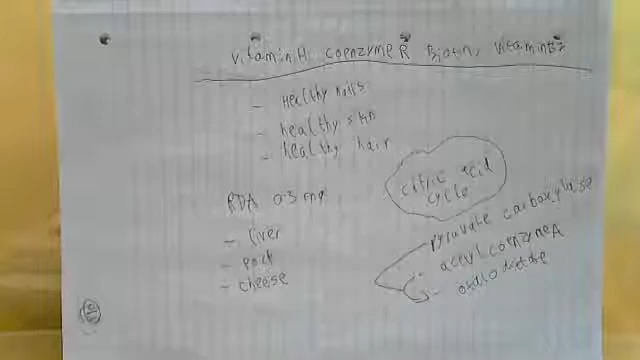 Vitamin H, coenzyme R, Biotin, Vitamin B7
- Healthy nails
- healthy skin
- healthy hair
citric acid
cycle
RDA 0.3 mg
- liver
- pork
- cheese
pyruvate carboxylase
- acetyl coenzyme A